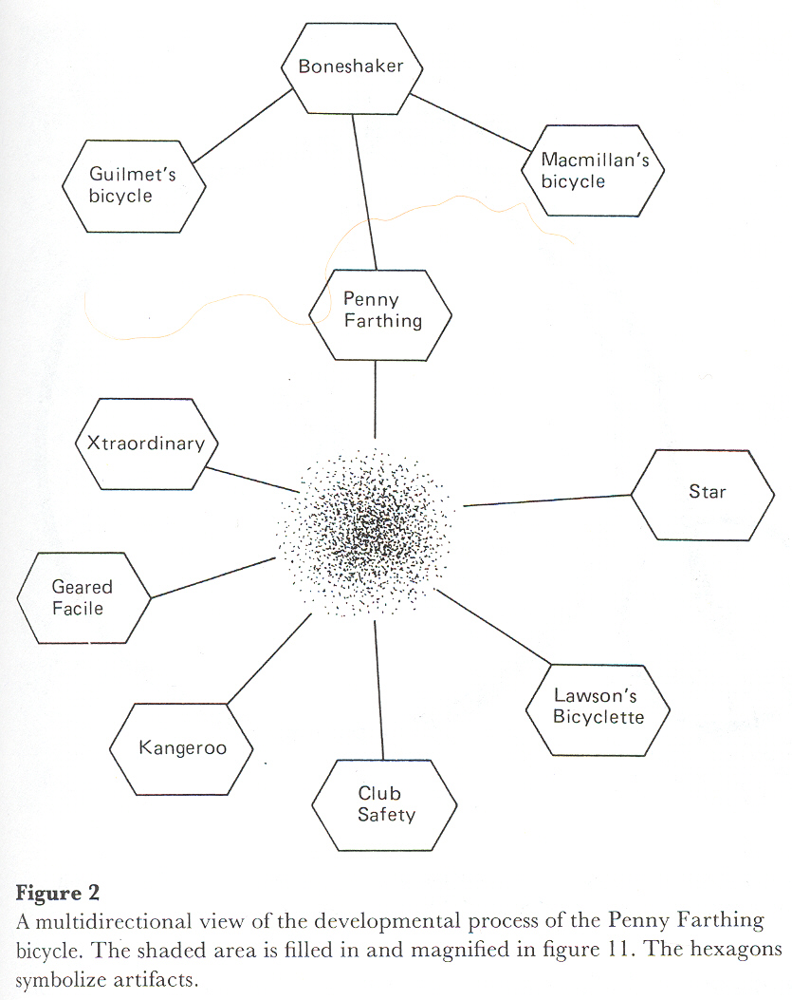 Boneshaker
Guilmet's
bicycle
Macmillan's
bicycle
Penny
Farthing
Xtraordinary
Star
Geared
Facile
Lawson's
Bicyclette
Kangeroo
Club
Safety
Figure 2
A multidirectional view of the developmental process of the Penny Farthing
bicycle. The shaded area is filled in and magnified in figure 11. The hexagons
symbolize artifacts.